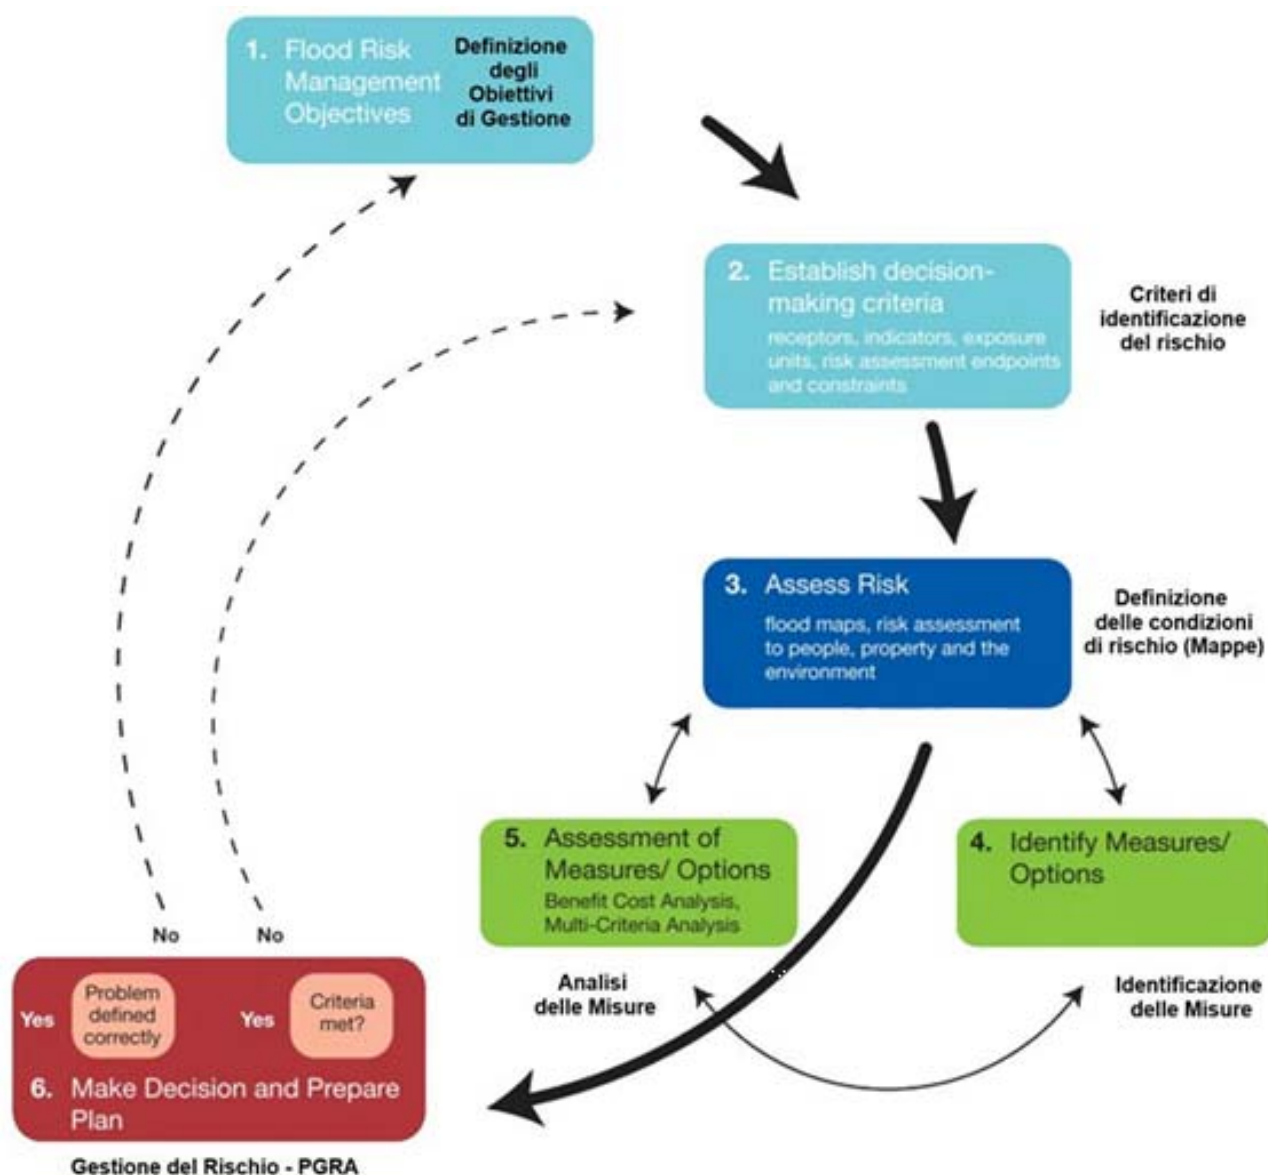 1. Flood Risk
Management
Objectives
Definizione
degli
Obiettivi
di Gestione
2. Establish decision-
making criteria
receptors, indicators, exposure
units, risk assessment endpoints
and constraints
Criteri di
identificazione
del rischio
3. Assess Risk
flood maps, risk assessment
to people, property and the
environment
Definizione
delle condizioni
di rischio (Mappe)
5. Assessment of
Measures/ Options
Benefit Cost Analysis,
Multi-Criteria Analysis
Analisi
delle Misure
4. Identify Measures/
Options
Identificazione
delle Misure
No
No
Yes
Problem
defined
correctly
Yes
Criteria
met?
6. Make Decision and Prepare
Plan
Gestione del Rischio - PGRA